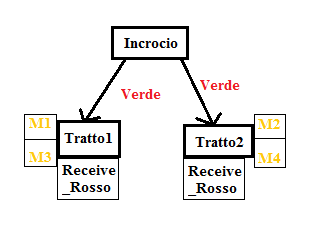 Incrocio
Verde
Verde
M1
Tratto1
M3
Receive
_Rosso
M2
Tratto2
M4
Receive
_Rosso